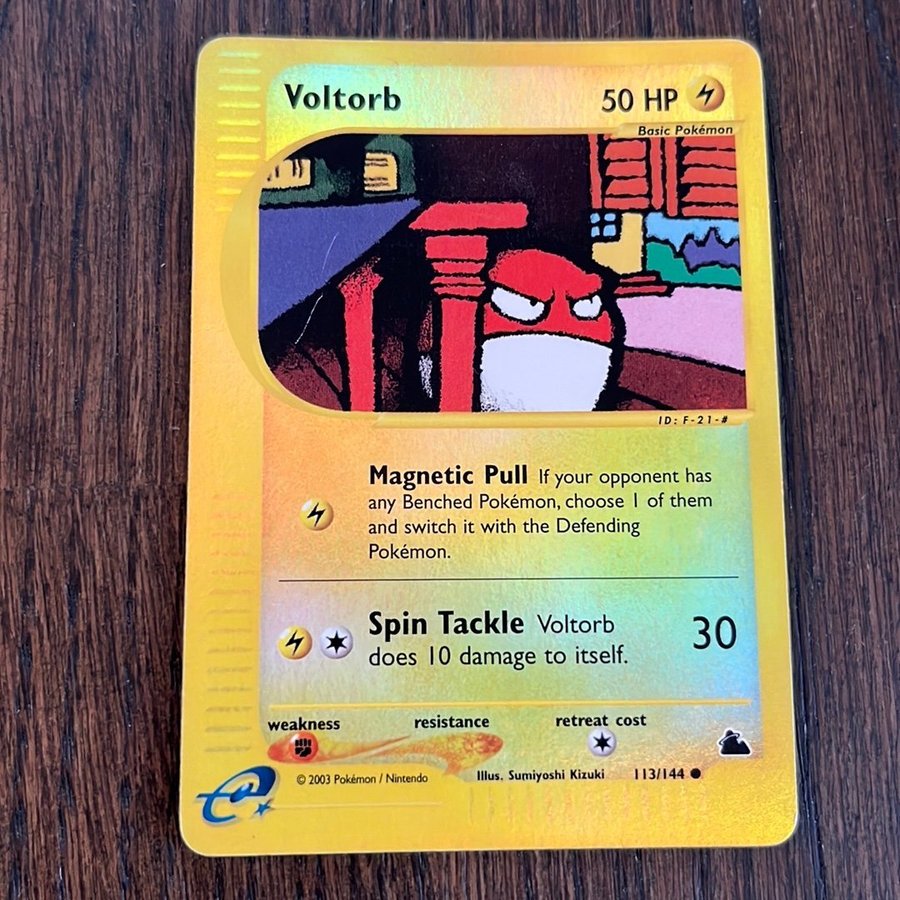 Voltorb 50 HP
Basic Pokémon
ID: F-21-#
Magnetic Pull If your opponent has
any Benched Pokémon, choose 1 of them
and switch it with the Defending
Pokémon.
Spin Tackle Voltorb 30
does 10 damage to itself.
weakness resistance retreat cost
© 2003 Pokémon / Nintendo Illus. Sumiyoshi Kizuki 113/144
e